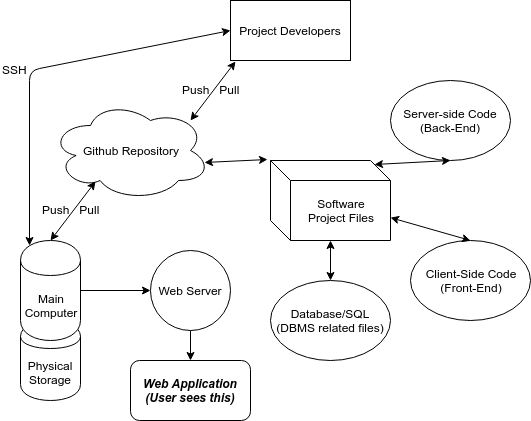 Project Developers
SSH
Push Pull
Github Repository
Server-side Code
(Back-End)
Software
Project Files
Push Pull
Client-Side Code
(Front-End)
Main
Computer
Web Server
Database/SQL
(DBMS related files)
Physical
Storage
Web Application
(User sees this)